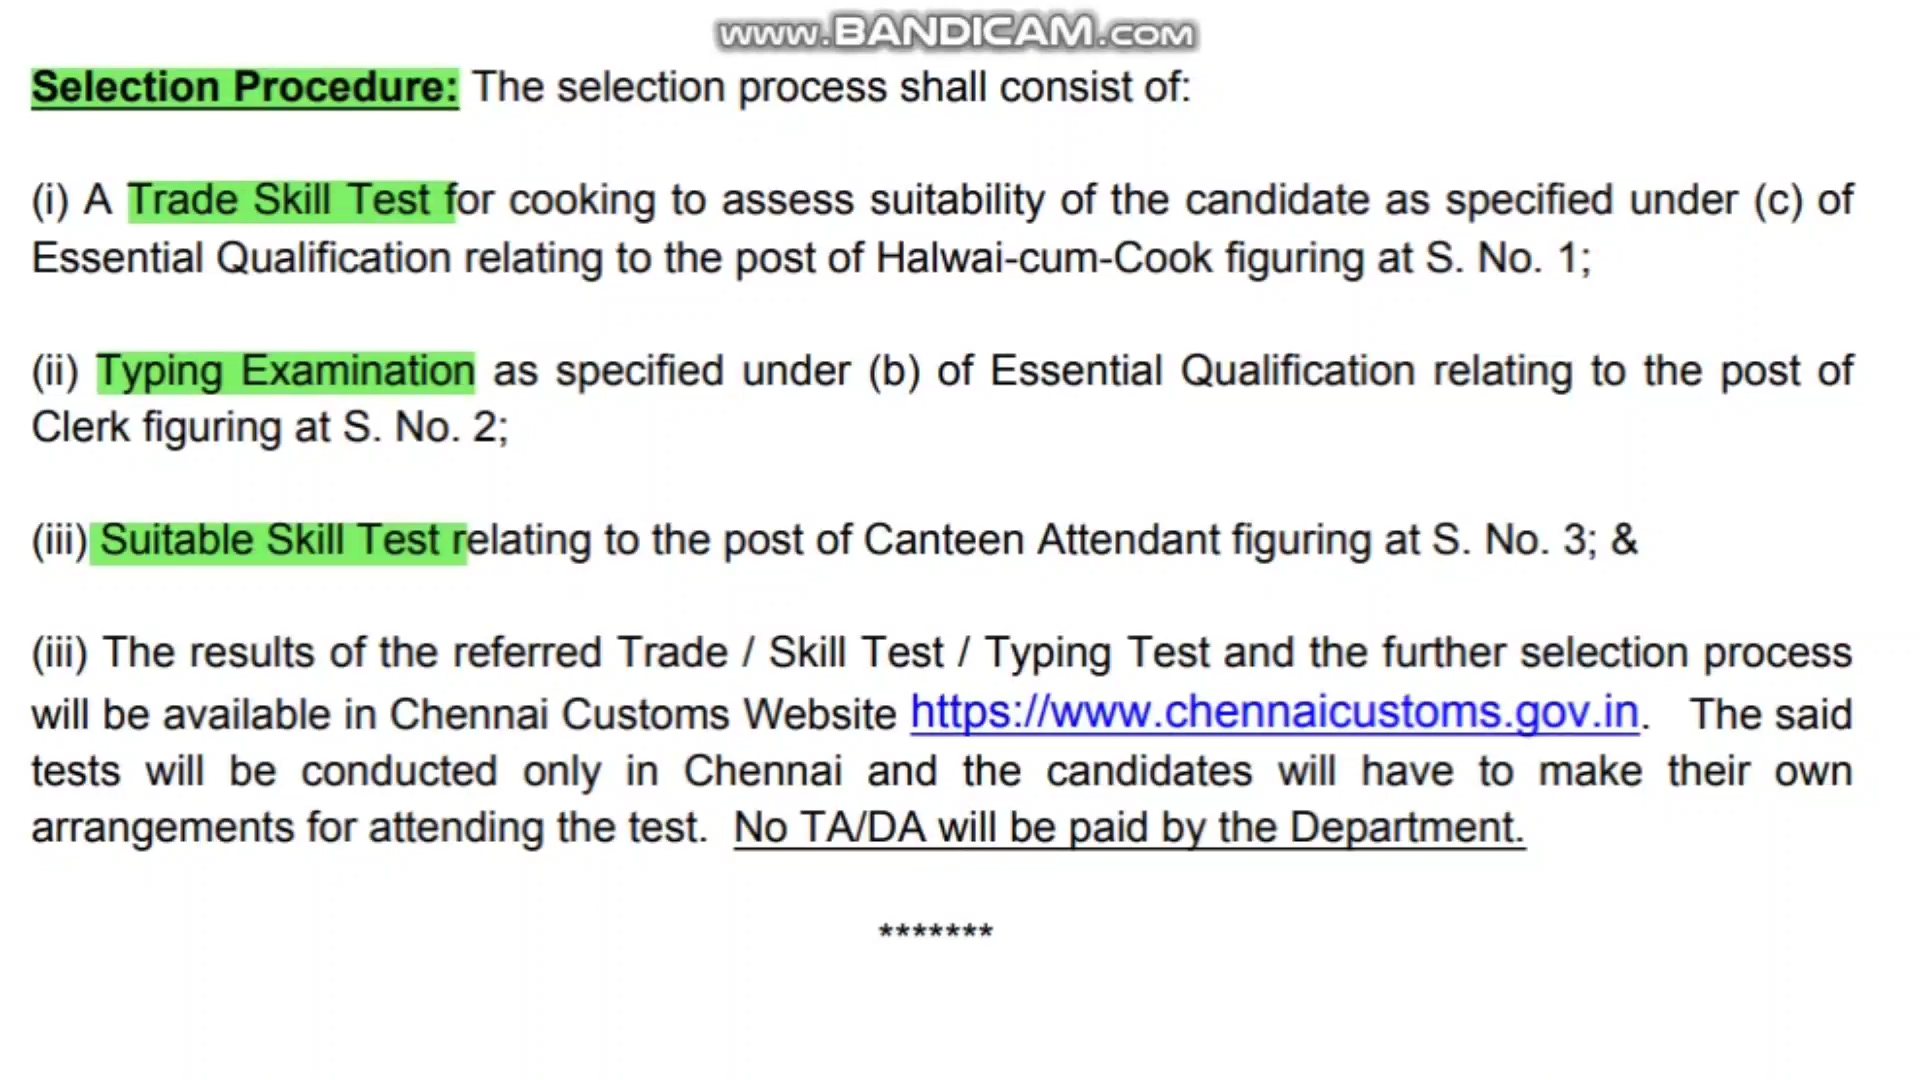 www.BANDICAM.com
Selection Procedure: The selection process shall consist of:
(i) A Trade Skill Test for cooking to assess suitability of the candidate as specified under (c) of
Essential Qualification relating to the post of Halwai-cum-Cook figuring at S. No. 1;
(ii) Typing Examination as specified under (b) of Essential Qualification relating to the post of
Clerk figuring at S. No. 2;
(iii) Suitable Skill Test relating to the post of Canteen Attendant figuring at S. No. 3; &
(iii) The results of the referred Trade / Skill Test / Typing Test and the further selection process
will be available in Chennai Customs Website https://www.chennaicustoms.gov.in. The said
tests will be conducted only in Chennai and the candidates will have to make their own
arrangements for attending the test. No TA/DA will be paid by the Department.
*******